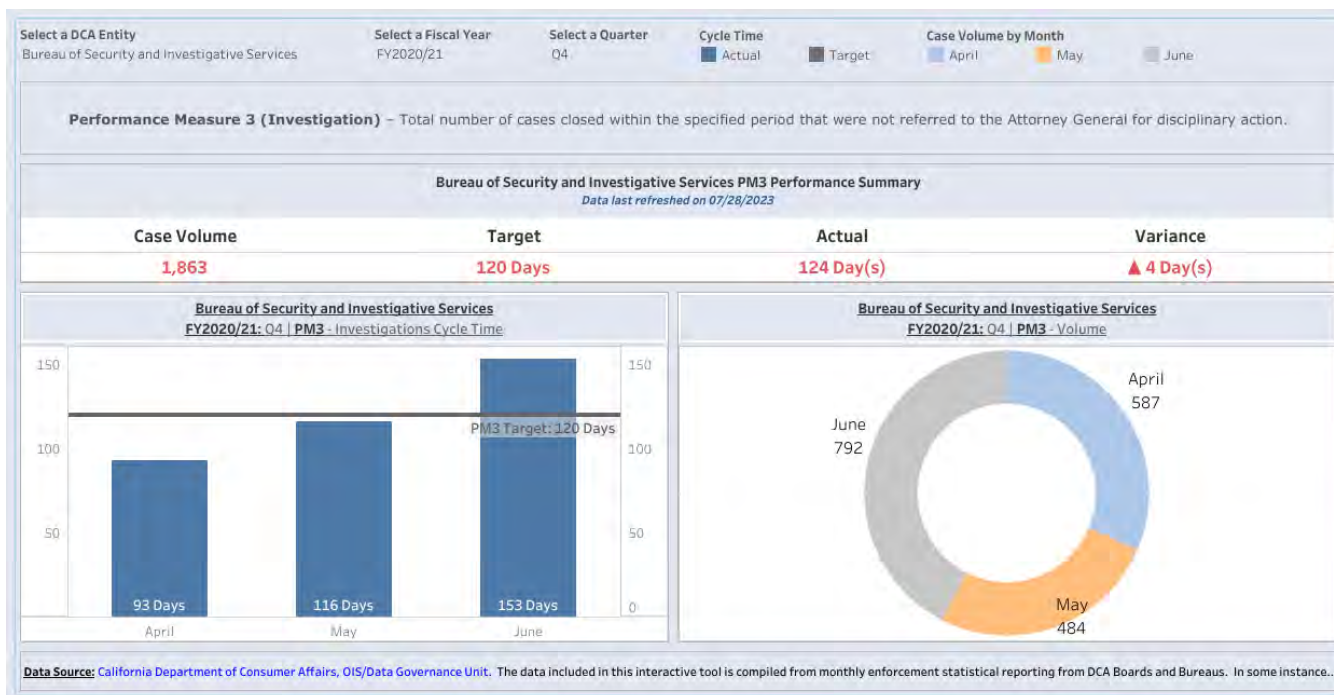 Select a DCA Entity
Bureau of Security and Investigative Services
Select a Fiscal Year
FY2020/21
Select a Quarter
Q4
Cycle Time
Actual
Target
Case Volume by Month
April
May
June
Performance Measure 3 (Investigation) – Total number of cases closed within the specified period that were not referred to the Attorney General for disciplinary action.
Bureau of Security and Investigative Services PM3 Performance Summary
Data last refreshed on 07/28/2023
Case Volume
Target
Actual
Variance
1,863
120 Days
124 Day(s)
▲ 4 Day(s)
Bureau of Security and Investigative Services
FY2020/21: Q4 | PM3 - Investigations Cycle Time
150
100
50
150
100
50
0
PM3 Target: 120 Days
93 Days
116 Days
153 Days
April
May
June
Bureau of Security and Investigative Services
FY2020/21: Q4 | PM3 - Volume
April
587
June
792
May
484
Data Source: California Department of Consumer Affairs, OIS/Data Governance Unit. The data included in this interactive tool is compiled from monthly enforcement statistical reporting from DCA Boards and Bureaus. In some instance..